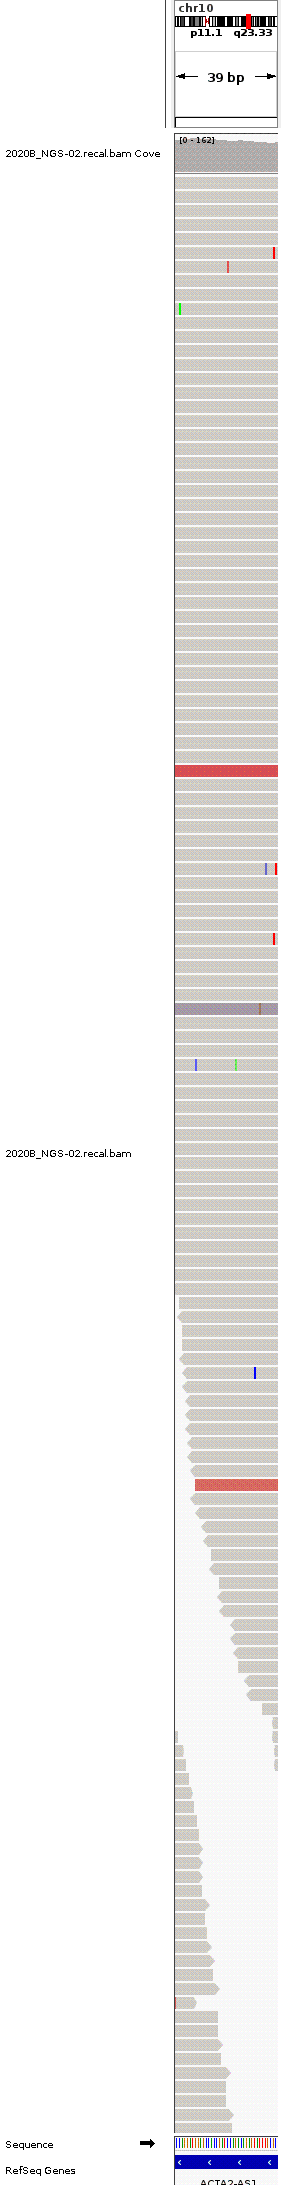 chr10
p11.1 q23.33
39 bp
[0 - 162]
2020B_NGS-02.recal.bam Cove
2020B_NGS-02.recal.bam
Sequence
RefSeq Genes
ACTA2-AS1